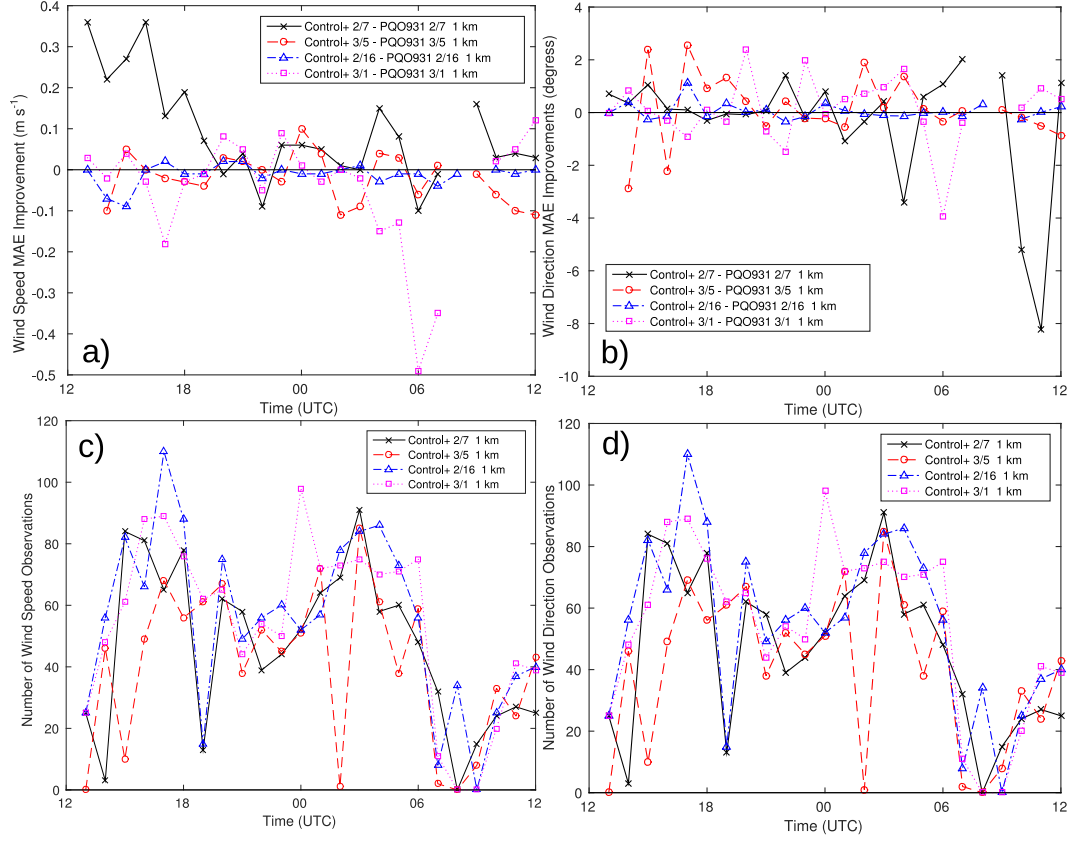 0.4
0.3
0.2
0.1
0
-0.1
-0.2
-0.3
-0.4
-0.5
Wind Speed MAE Improvement (m s-1)
Control+ 2/7 - PQO931 2/7 1 km
Control+ 3/5 - PQO931 3/5 1 km
Control+ 2/16 - PQO931 2/16 1 km
Control+ 3/1 - PQO931 3/1 1 km
a)
12 18 00 06 12
Time (UTC)
4
2
0
-2
-4
-6
-8
-10
Wind Direction MAE Improvements (degress)
Control+ 2/7 - PQO931 2/7 1 km
Control+ 3/5 - PQO931 3/5 1 km
Control+ 2/16 - PQO931 2/16 1 km
Control+ 3/1 - PQO931 3/1 1 km
b)
12 18 00 06 12
Time (UTC)
120
100
80
60
40
20
0
Number of Wind Speed Observations
c)
Control+ 2/7 1 km
Control+ 3/5 1 km
Control+ 2/16 1 km
Control+ 3/1 1 km
12 18 00 06 12
Time (UTC)
120
100
80
60
40
20
0
Number of Wind Direction Observations
d)
Control+ 2/7 1 km
Control+ 3/5 1 km
Control+ 2/16 1 km
Control+ 3/1 1 km
12 18 00 06 12
Time (UTC)